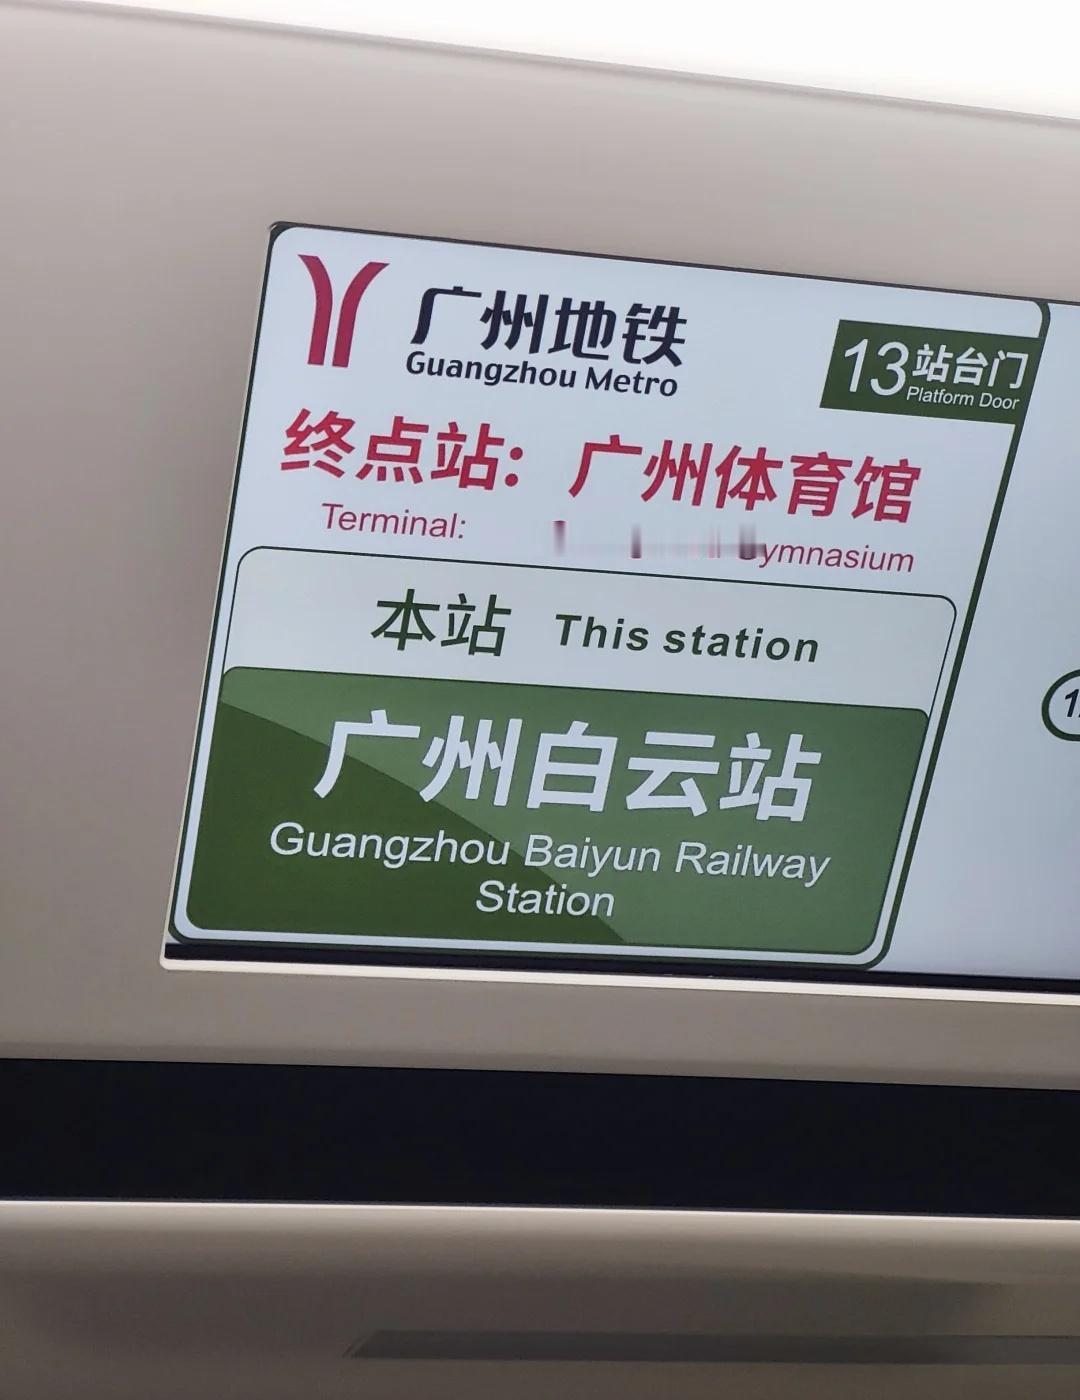 广州地铁
Guangzhou Metro
13站台门
Platform Door
终点站：广州体育馆
Terminal: ymnasium
本站 This station
广州白云站
Guangzhou Baiyun Railway
Station